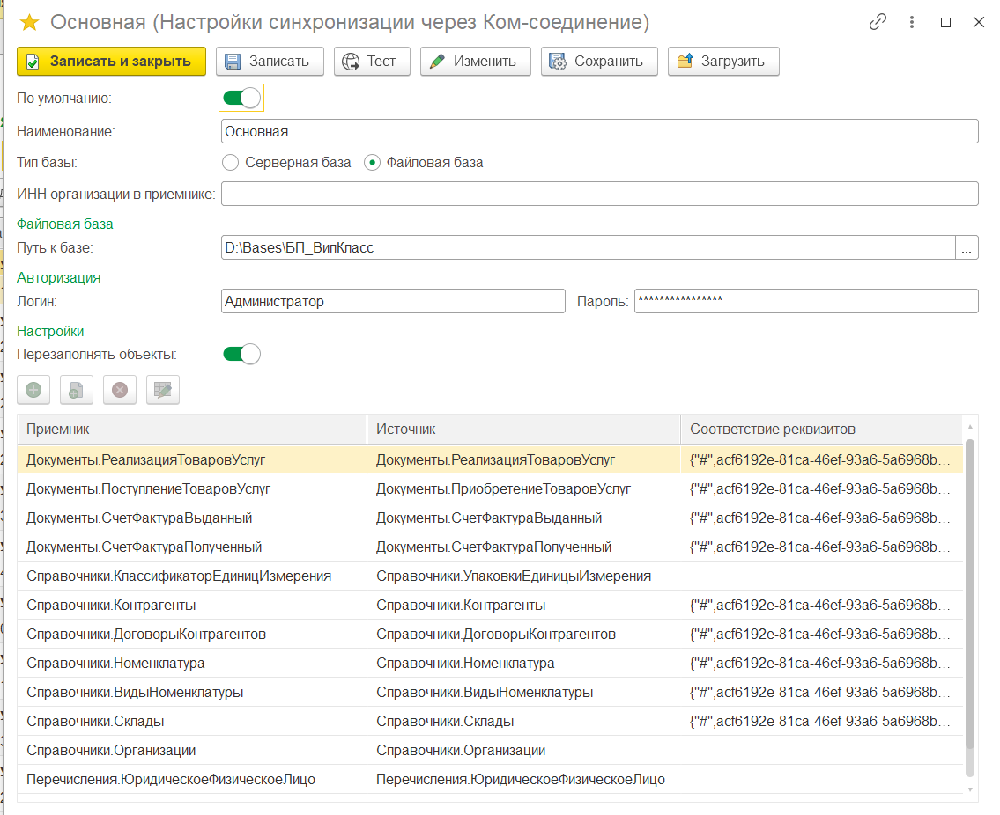 Основная (Настройки синхронизации через Ком-соединение)
Записать и закрыть Записать Тест Изменить Сохранить Загрузить
По умолчанию:
Наименование: Основная
Тип базы: Серверная база Файловая база
ИНН организации в приемнике:
Файловая база
Путь к базе: D:\Bases\БП_ВипКласс ...
Авторизация
Логин: Администратор Пароль: ****************
Настройки
Перезаполнять объекты:
Приемник Источник Соответствие реквизитов
Документы.РеализацияТоваровУслуг Документы.РеализацияТоваровУслуг {"#",acf6192e-81ca-46ef-93a6-5a6968b...
Документы.ПоступлениеТоваровУслуг Документы.ПриобретениеТоваровУслуг {"#",acf6192e-81ca-46ef-93a6-5a6968b...
Документы.СчетФактураВыданный Документы.СчетФактураВыданный {"#",acf6192e-81ca-46ef-93a6-5a6968b...
Документы.СчетФактураПолученный Документы.СчетФактураПолученный {"#",acf6192e-81ca-46ef-93a6-5a6968b...
Справочники.КлассификаторЕдиницИзмерения Справочники.УпаковкиЕдиницыИзмерения
Справочники.Контрагенты Справочники.Контрагенты {"#",acf6192e-81ca-46ef-93a6-5a6968b...
Справочники.ДоговорыКонтрагентов Справочники.ДоговорыКонтрагентов {"#",acf6192e-81ca-46ef-93a6-5a6968b...
Справочники.Номенклатура Справочники.Номенклатура {"#",acf6192e-81ca-46ef-93a6-5a6968b...
Справочники.ВидыНоменклатуры Справочники.ВидыНоменклатуры {"#",acf6192e-81ca-46ef-93a6-5a6968b...
Справочники.Склады Справочники.Склады {"#",acf6192e-81ca-46ef-93a6-5a6968b...
Справочники.Организации Справочники.Организации
Перечисления.ЮридическоеФизическоеЛицо Перечисления.ЮридическоеФизическоеЛицо